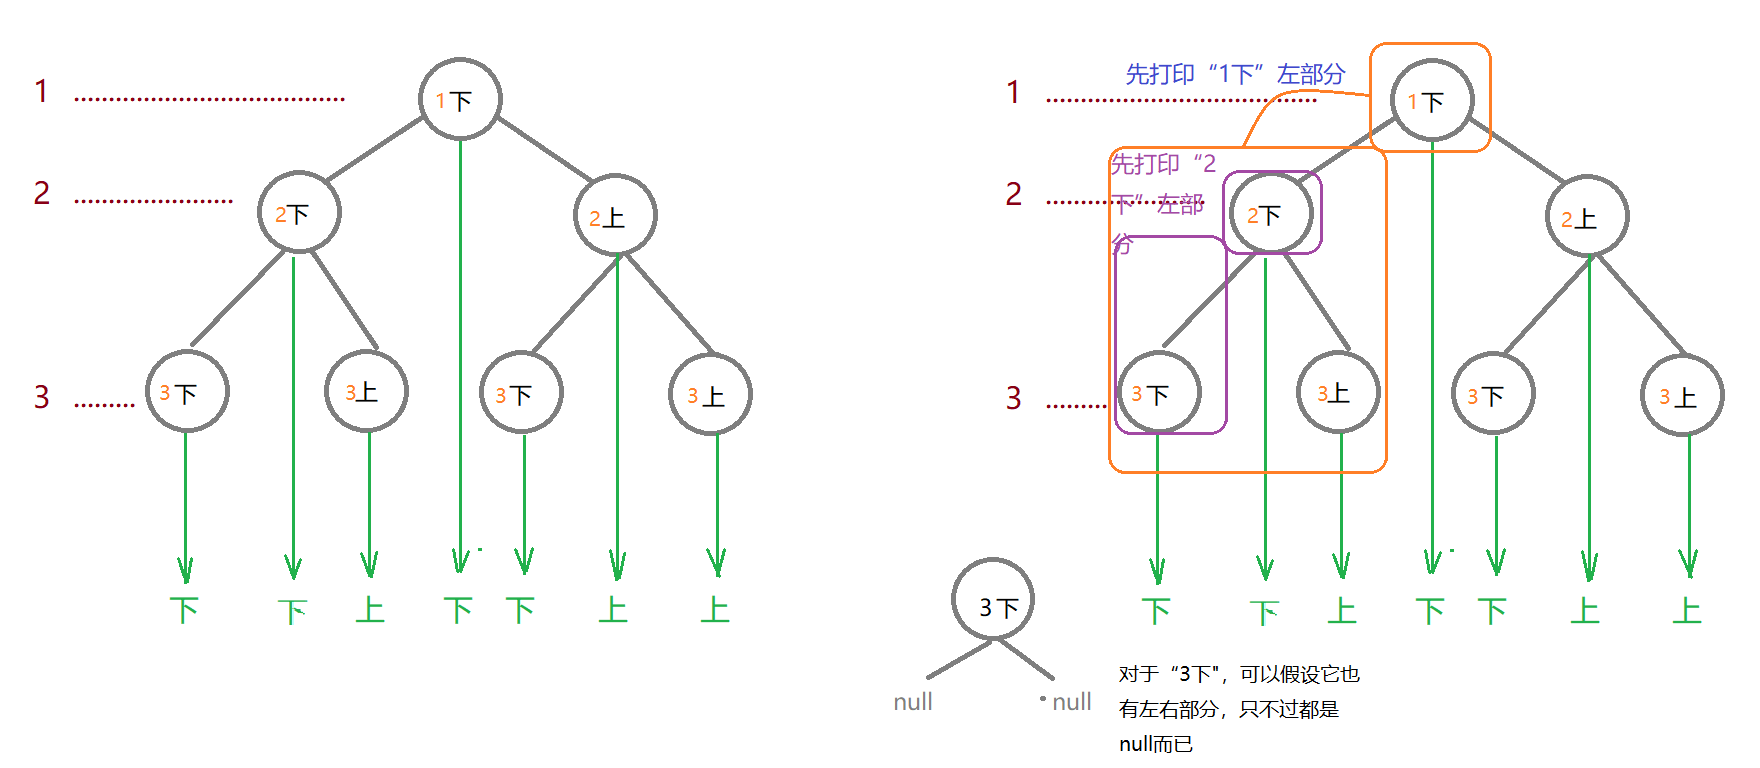 1
1下
2
2下
2上
3
3下
3上
3下
3上
下
下
上
下
下
上
上
先打印“1下”左部分
1
1下
先打印“2
下”左部
分
2
2下
2上
3
3下
3上
3下
3上
下
下
上
下
下
上
上
3下
null
null
对于“3下"，可以假设它也
有左右部分，只不过都是
null而已